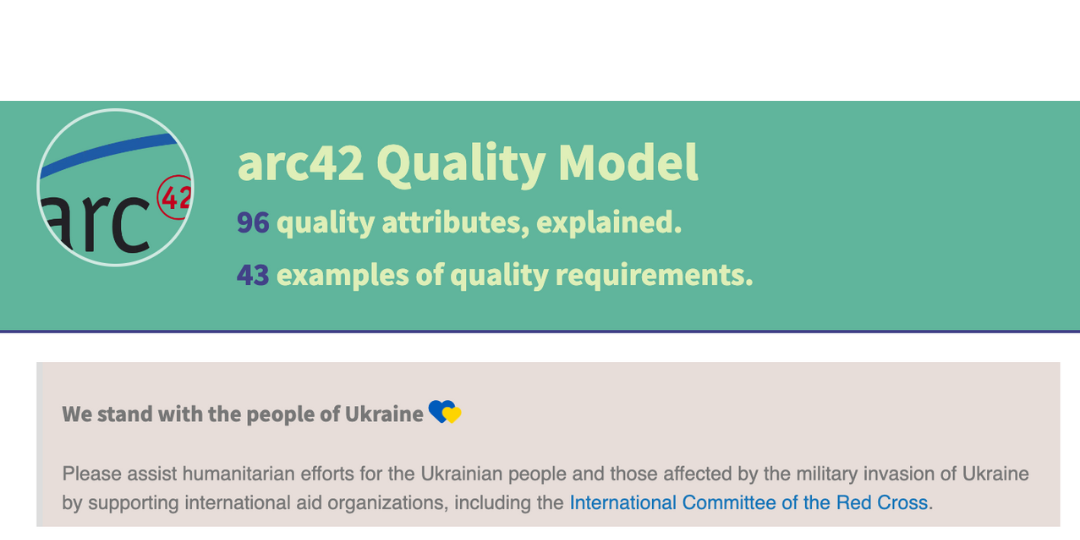 arc42
arc42 Quality Model
96 quality attributes, explained.
43 examples of quality requirements.
We stand with the people of Ukraine
Please assist humanitarian efforts for the Ukrainian people and those affected by the military invasion of Ukraine
by supporting international aid organizations, including the International Committee of the Red Cross.